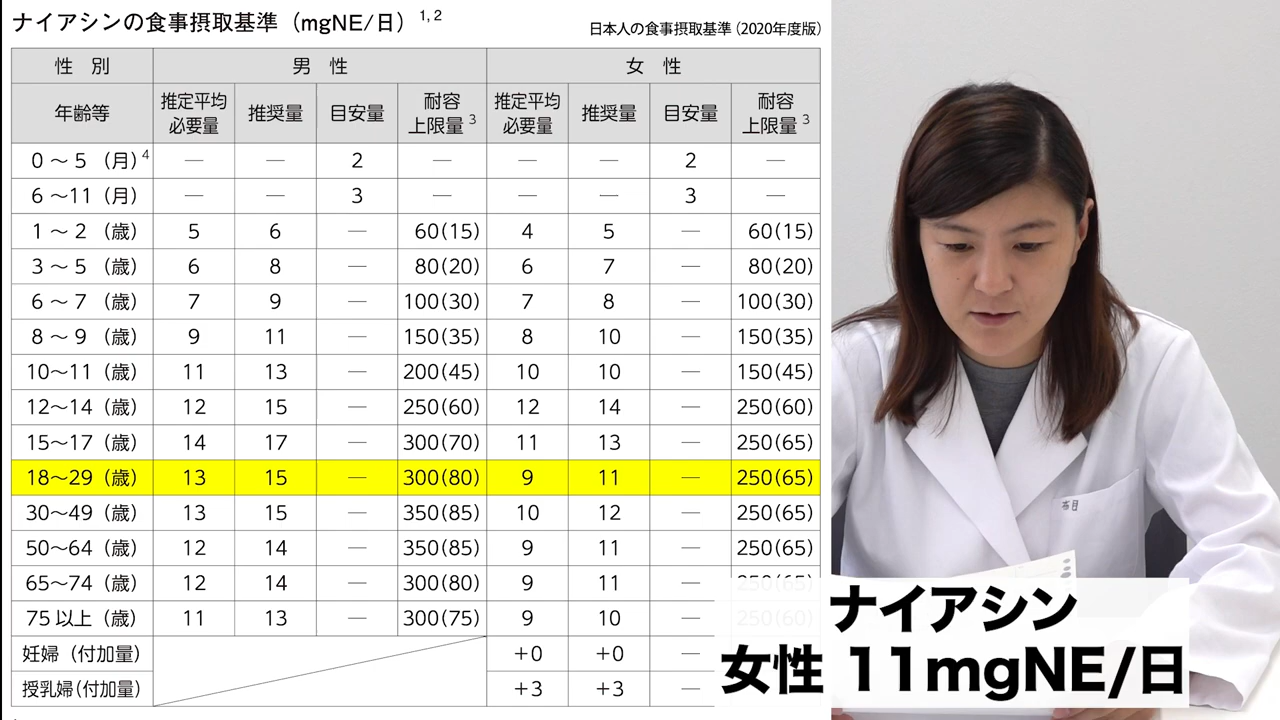 ナイアシンの食事摂取基準（mgNE/日）1, 2
日本人の食事摂取基準（2020年度版）
性 別 男 性 女 性
年齢等 推定平均必要量 推奨量 目安量 耐容上限量3 推定平均必要量 推奨量 目安量 耐容上限量3
0～5（月）4 — — 2 — — — 2 —
6～11（月） — — 3 — — — 3 —
1～2（歳） 5 6 — 60(15) 4 5 — 60(15)
3～5（歳） 6 8 — 80(20) 6 7 — 80(20)
6～7（歳） 7 9 — 100(30) 7 8 — 100(30)
8～9（歳） 9 11 — 150(35) 8 10 — 150(35)
10～11（歳） 11 13 — 200(45) 10 10 — 150(45)
12～14（歳） 12 15 — 250(60) 12 14 — 250(60)
15～17（歳） 14 17 — 300(70) 11 13 — 250(65)
18～29（歳） 13 15 — 300(80) 9 11 — 250(65)
30～49（歳） 13 15 — 350(85) 10 12 — 250(65)
50～64（歳） 12 14 — 350(85) 9 11 — 250(65)
65～74（歳） 12 14 — 300(80) 9 11 — 250(65)
75以上（歳） 11 13 — 300(75) 9 10 — 250(60)
妊婦（付加量） +0 +0 —
授乳婦（付加量） +3 +3 —
ナイアシン
女性 11mgNE/日